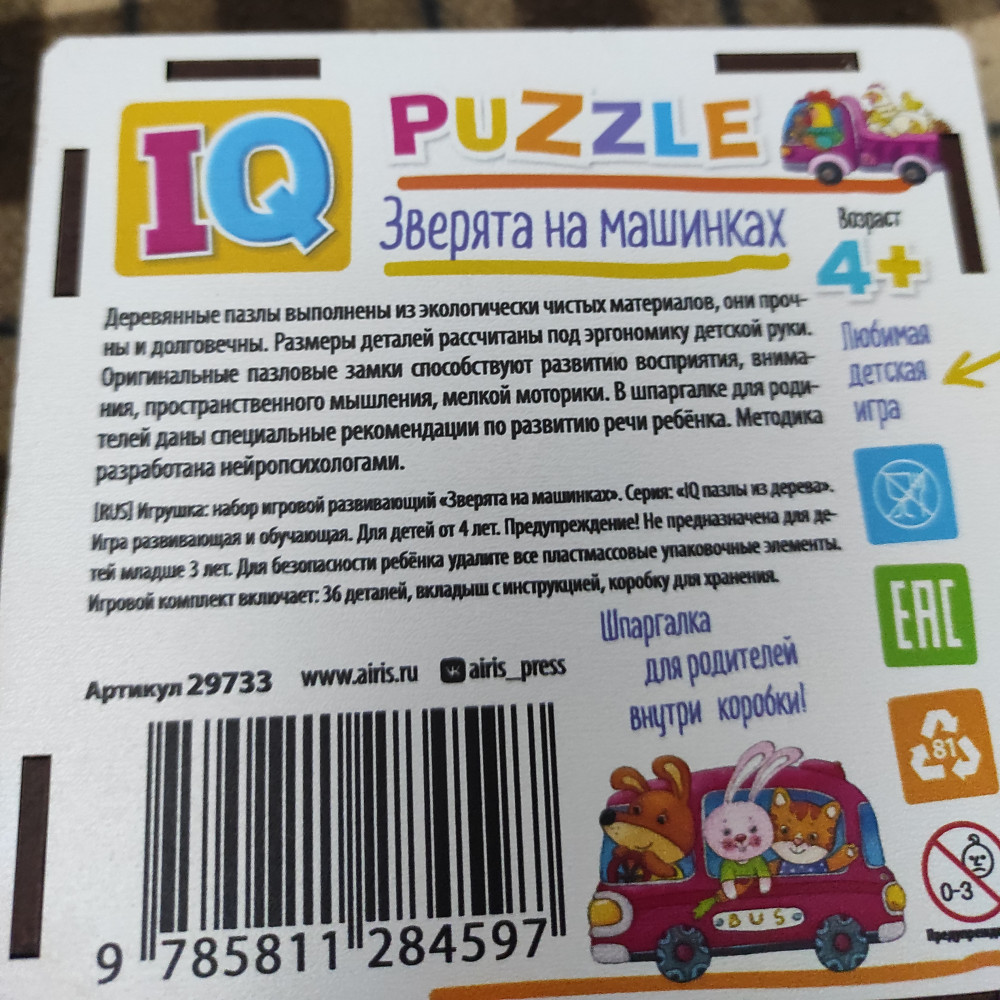 IQ
PUZZLE
Зверята на машинках
Возраст
4+
Деревянные пазлы выполнены из экологически чистых материалов, они проч-
ны и долговечны. Размеры деталей рассчитаны под эргономику детской руки.
Оригинальные пазловые замки способствуют развитию восприятия, внима-
ния, пространственного мышления, мелкой моторики. В шпаргалке для роди-
телей даны специальные рекомендации по развитию речи ребёнка. Методика
разработана нейропсихологами.
Любимая
детская
игра
[RUS] Игрушка: набор игровой развивающий «Зверята на машинках». Серия: «IQ пазлы из дерева».
Игра развивающая и обучающая. Для детей от 4 лет. Предупреждение! Не предназначена для де-
тей младше 3 лет. Для безопасности ребёнка удалите все пластмассовые упаковочные элементы.
Игровой комплект включает: 36 деталей, вкладыш с инструкцией, коробку для хранения.
EAC
Шпаргалка
для родителей
внутри коробки!
Артикул 29733 www.airis.ru airis_press
81
BUS
0-3
9 785811 284597